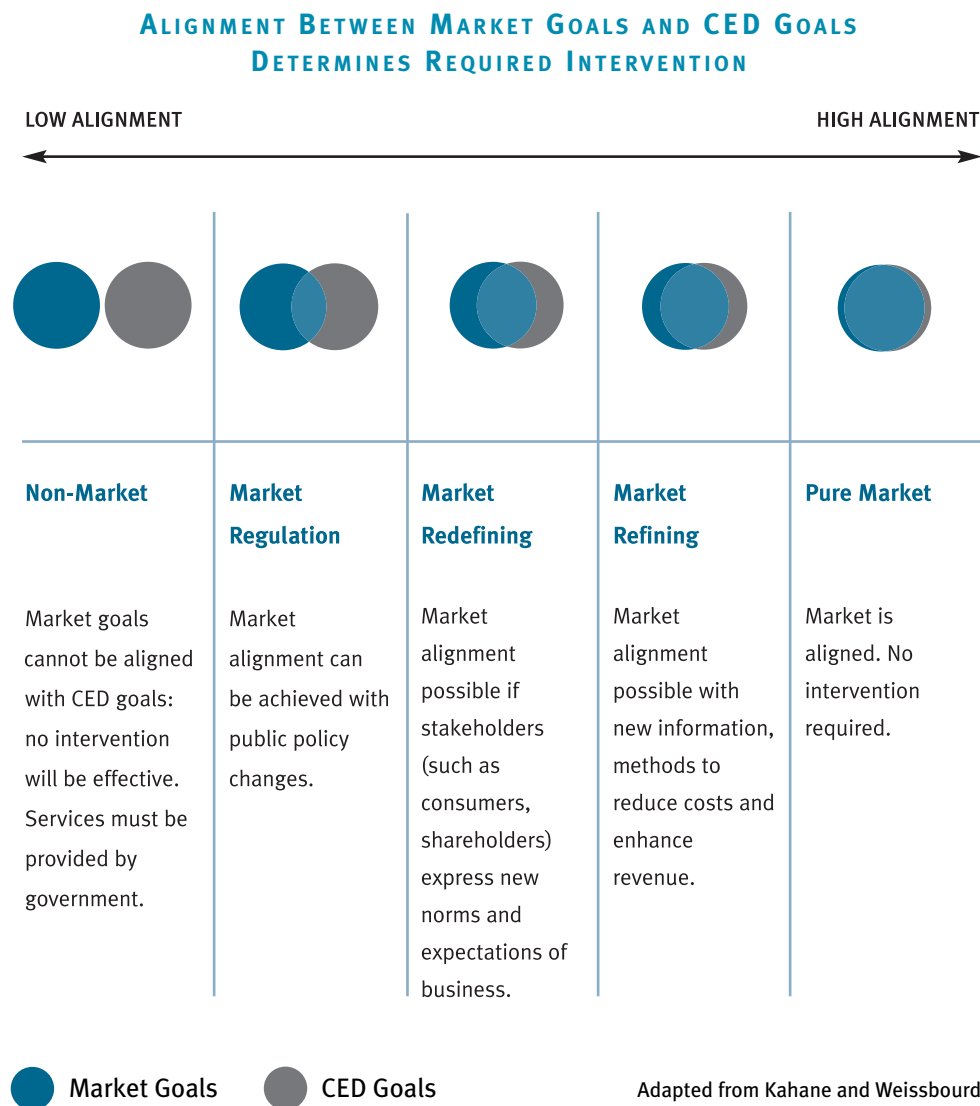 ALIGNMENT BETWEEN MARKET GOALS AND CED GOALS
DETERMINES REQUIRED INTERVENTION
LOW ALIGNMENT
HIGH ALIGNMENT
Non-Market
Market goals
cannot be aligned
with CED goals:
no intervention
will be effective.
Services must be
provided by
government.
Market
Regulation
Market
alignment can
be achieved with
public policy
changes.
Market
Redefining
Market
alignment
possible if
stakeholders
(such as
consumers,
shareholders)
express new
norms and
expectations of
business.
Market
Refining
Market
alignment
possible with
new information,
methods to
reduce costs and
enhance
revenue.
Pure Market
Market is
aligned. No
intervention
required.
Market Goals
CED Goals
Adapted from Kahane and Weissbourd